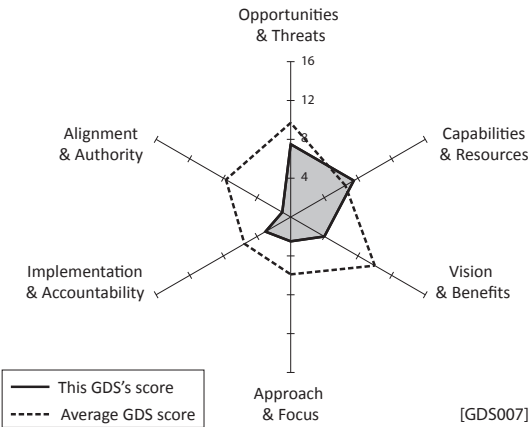 Opportunities
& Threats
16
12
8
4
Alignment
& Authority
Capabilities
& Resources
Implementation
& Accountability
Vision
& Benefits
Approach
& Focus
This GDS's score
Average GDS score
[GDS007]